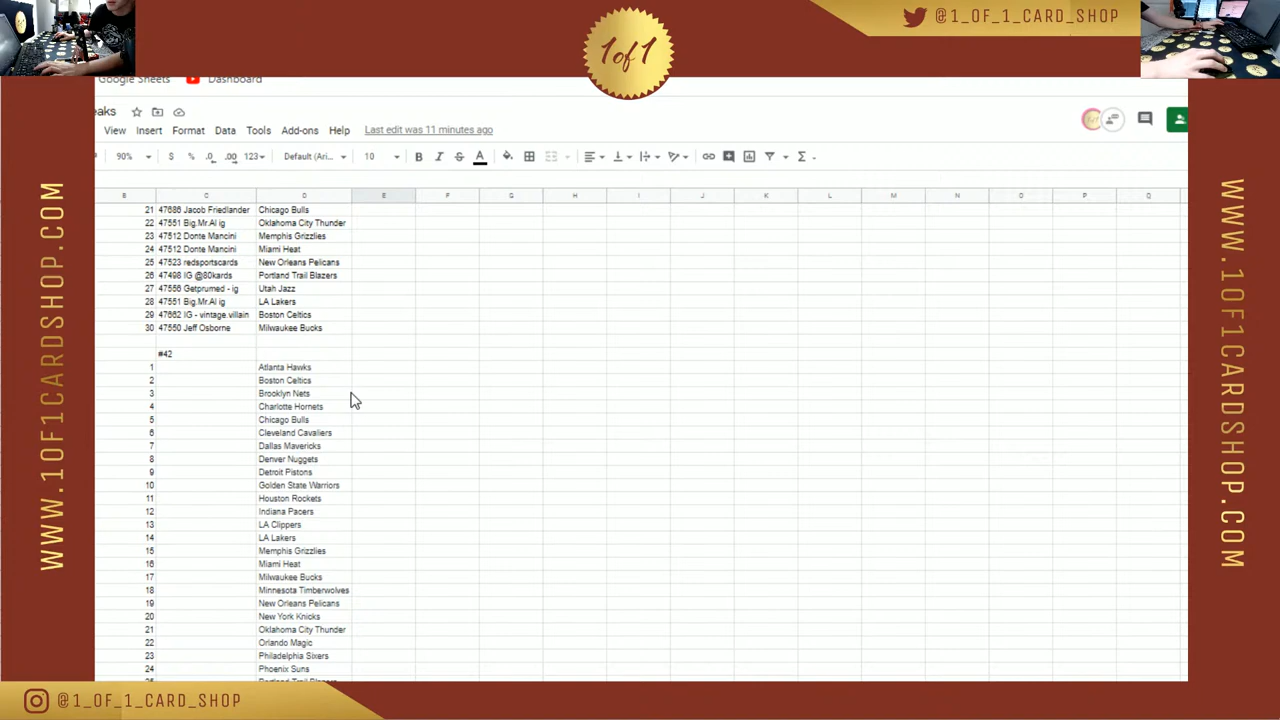 @1_OF_1_CARD_SHOP
1of1
Google Sheets Dashboard
eaks
View Insert Format Data Tools Add-ons Help Last edit was 11 minutes ago
90% $ % .0 .00 123 Default (Ari... 10 B I S A Σ
B C D E F G H I J K L M N O P Q
21 47686 Jacob Friedlander Chicago Bulls
22 47551 Big.Mr.Al ig Oklahoma City Thunder
23 47512 Donte Mancini Memphis Grizzlies
24 47512 Donte Mancini Miami Heat
25 47523 redsportscards New Orleans Pelicans
26 47498 IG @80kards Portland Trail Blazers
27 47556 Getprumed - ig Utah Jazz
28 47551 Big.Mr.Al ig LA Lakers
29 47662 IG - vintage.villain Boston Celtics
30 47550 Jeff Osborne Milwaukee Bucks
#42
1 Atlanta Hawks
2 Boston Celtics
3 Brooklyn Nets
4 Charlotte Hornets
5 Chicago Bulls
6 Cleveland Cavaliers
7 Dallas Mavericks
8 Denver Nuggets
9 Detroit Pistons
10 Golden State Warriors
11 Houston Rockets
12 Indiana Pacers
13 LA Clippers
14 LA Lakers
15 Memphis Grizzlies
16 Miami Heat
17 Milwaukee Bucks
18 Minnesota Timberwolves
19 New Orleans Pelicans
20 New York Knicks
21 Oklahoma City Thunder
22 Orlando Magic
23 Philadelphia Sixers
24 Phoenix Suns
Portland Trail Blazers
WWW.1OF1CARDSHOP.COM
WWW.1OF1CARDSHOP.COM
@1_OF_1_CARD_SHOP